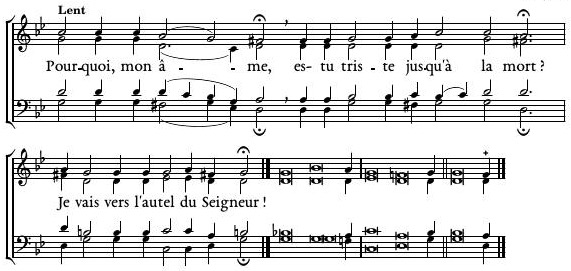 Lent
Pour-quoi, mon â - - me, es- tu tris - te jus-qu'à la mort ?
Je vais vers l'autel du Seigneur !